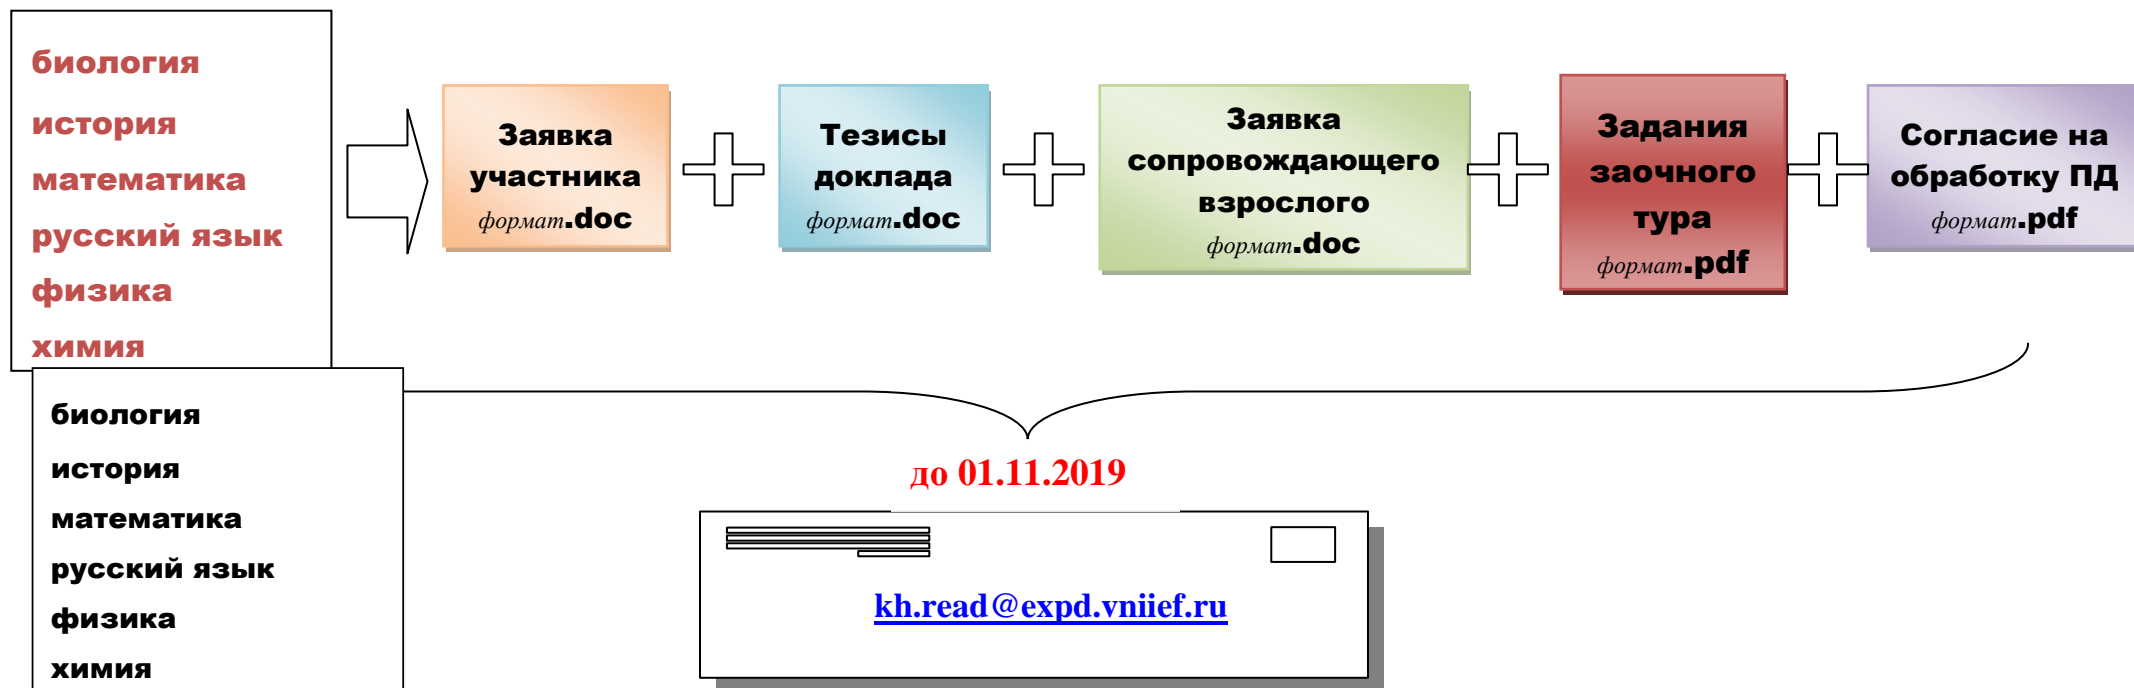 биология
история
математика
русский язык
физика
химия
Заявка
участника
формат.doc
Тезисы
доклада
формат.doc
Заявка
сопровождающего
взрослого
формат.doc
Задания
заочного
тура
формат.pdf
Согласие на
обработку ПД
формат.pdf
биология
история
математика
русский язык
физика
химия
до 01.11.2019
kh.read@expd.vniief.ru